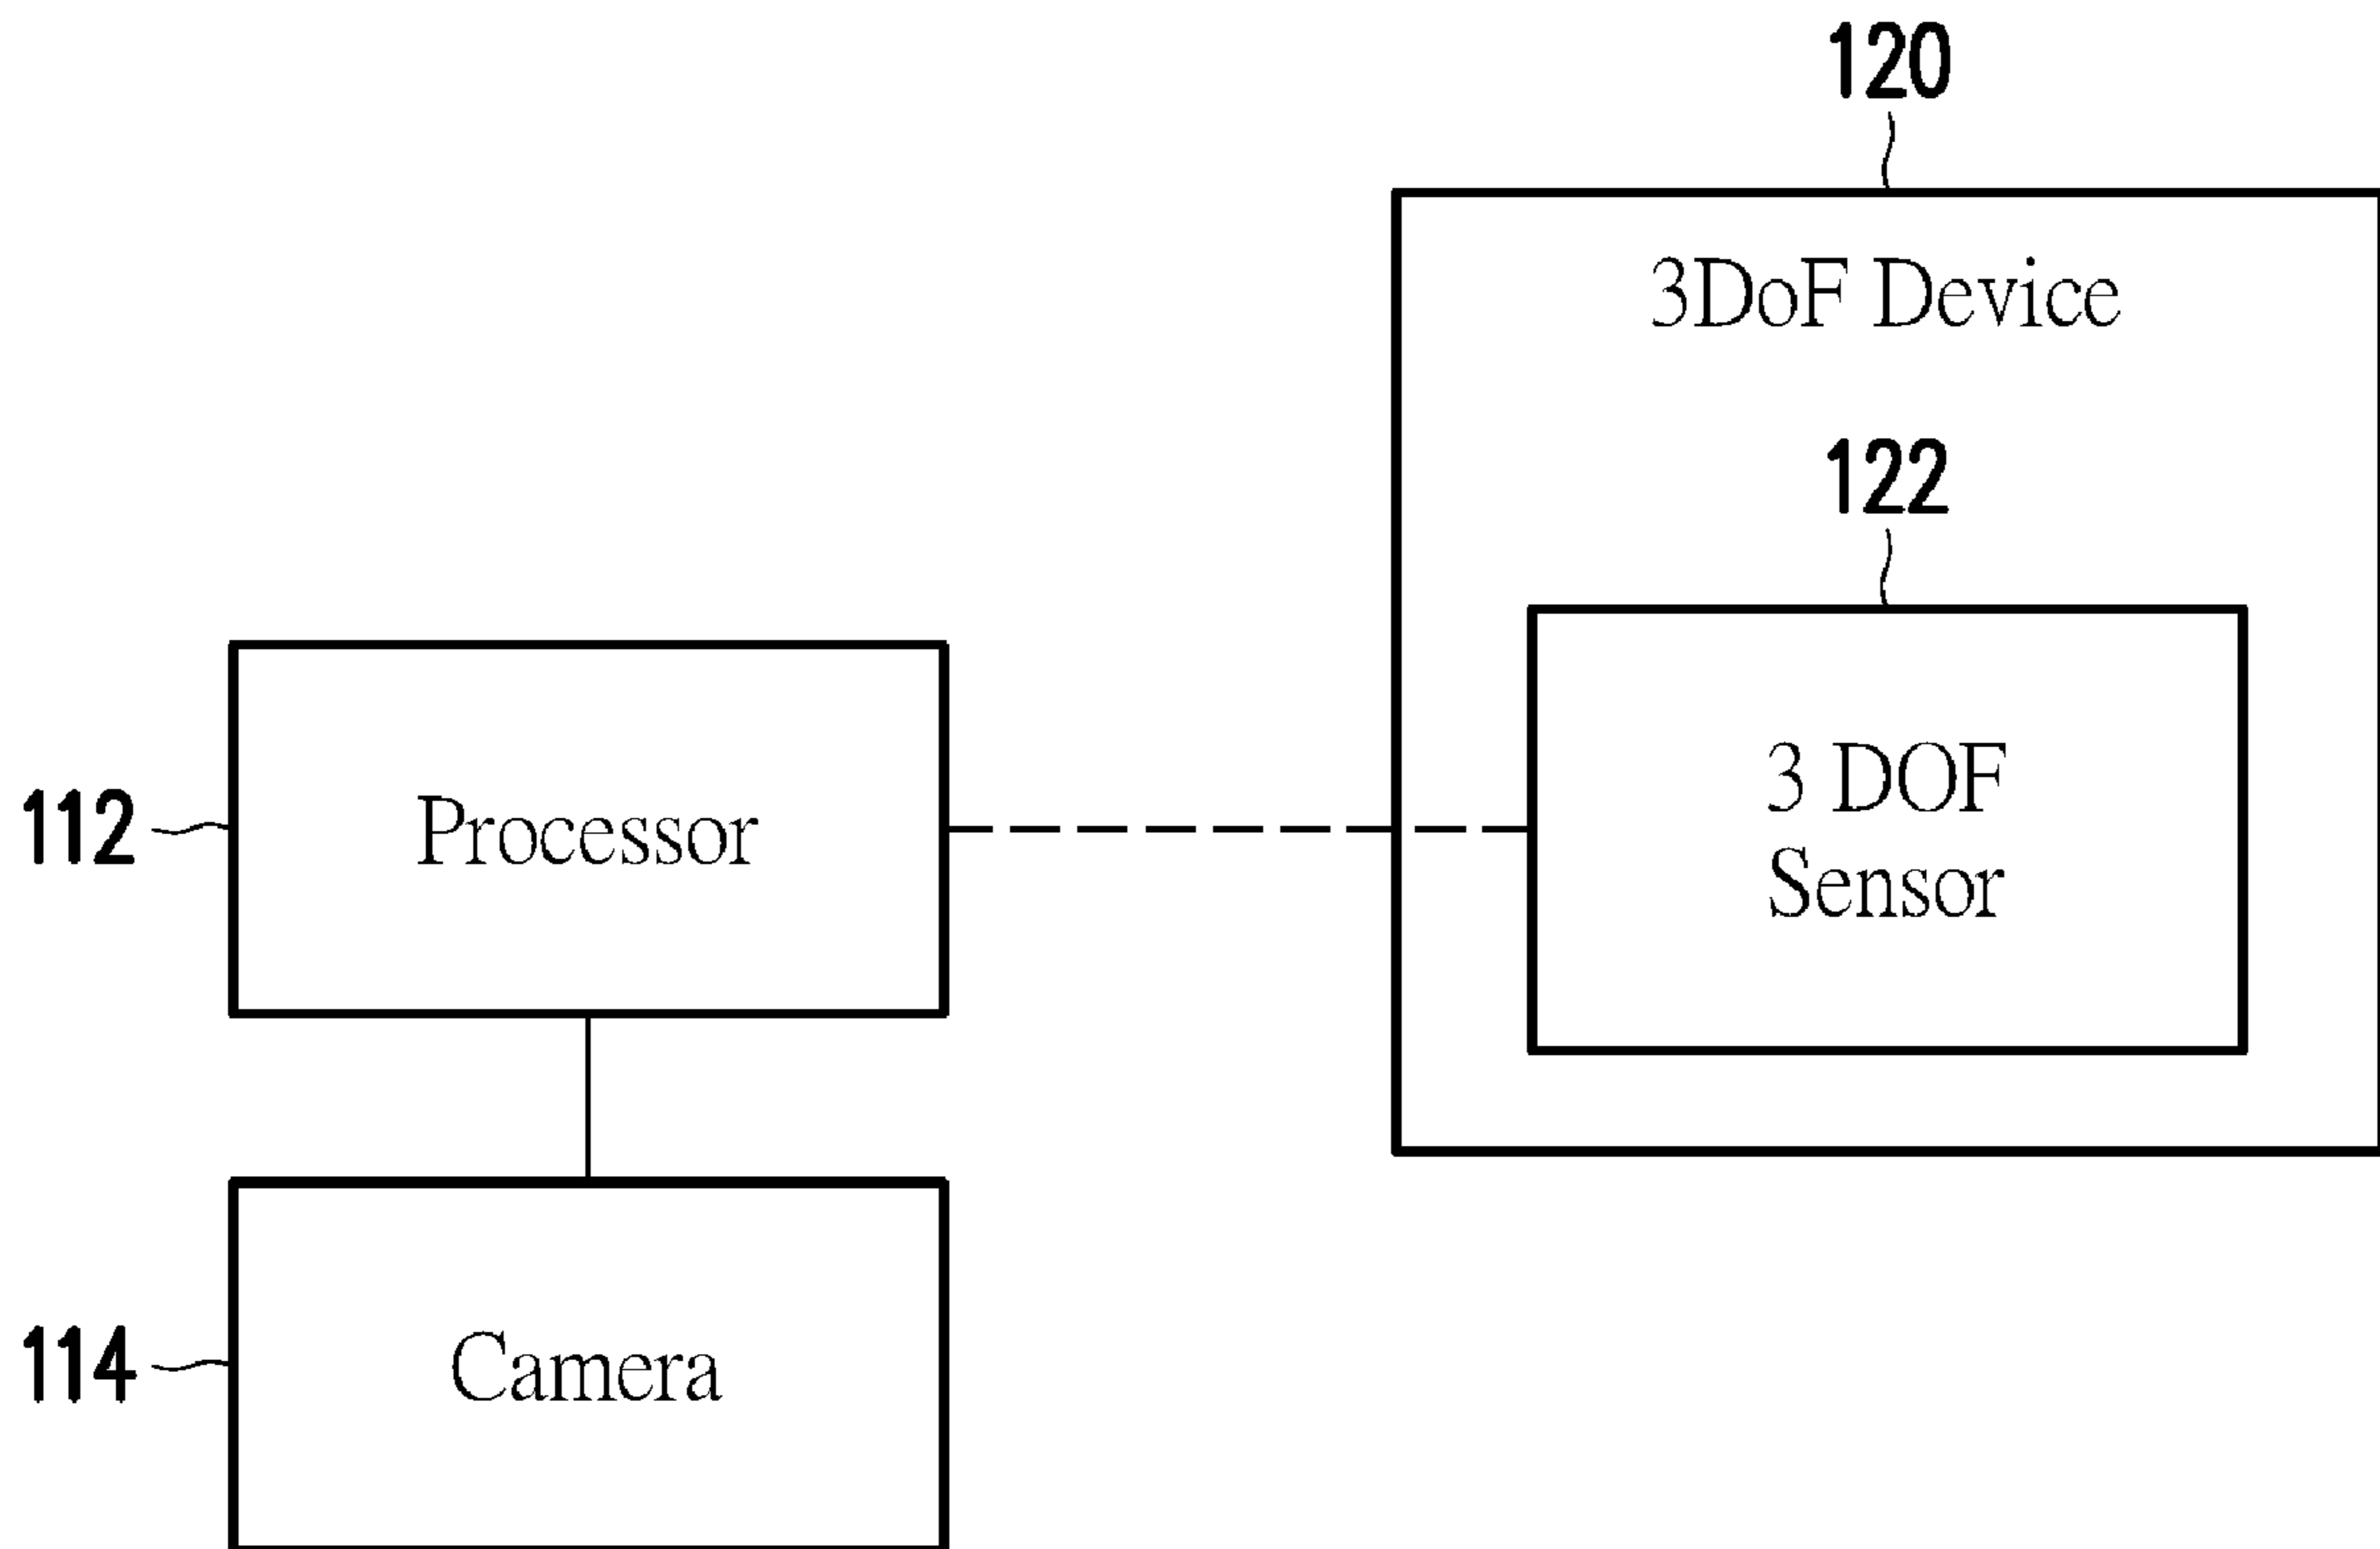 120
3DoF Device
122
3 DOF
Sensor
112
Processor
114
Camera